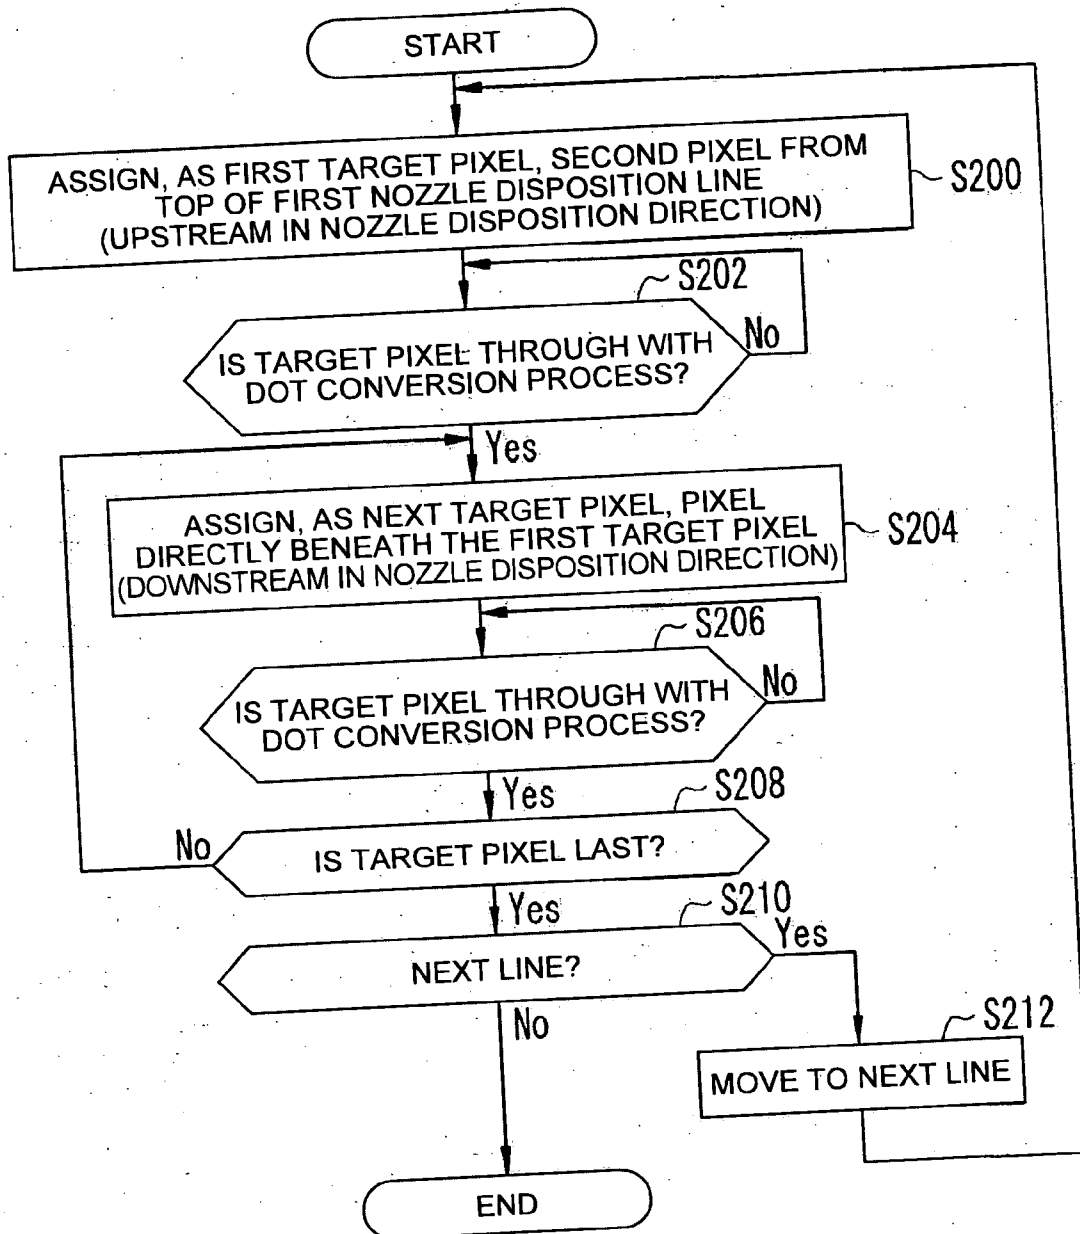 START
ASSIGN, AS FIRST TARGET PIXEL, SECOND PIXEL FROM
TOP OF FIRST NOZZLE DISPOSITION LINE
(UPSTREAM IN NOZZLE DISPOSITION DIRECTION)
S200
S202
IS TARGET PIXEL THROUGH WITH
DOT CONVERSION PROCESS?
No
Yes
ASSIGN, AS NEXT TARGET PIXEL, PIXEL
DIRECTLY BENEATH THE FIRST TARGET PIXEL
(DOWNSTREAM IN NOZZLE DISPOSITION DIRECTION)
S204
S206
IS TARGET PIXEL THROUGH WITH
DOT CONVERSION PROCESS?
No
Yes
S208
No
IS TARGET PIXEL LAST?
Yes
S210
Yes
NEXT LINE?
No
S212
MOVE TO NEXT LINE
END